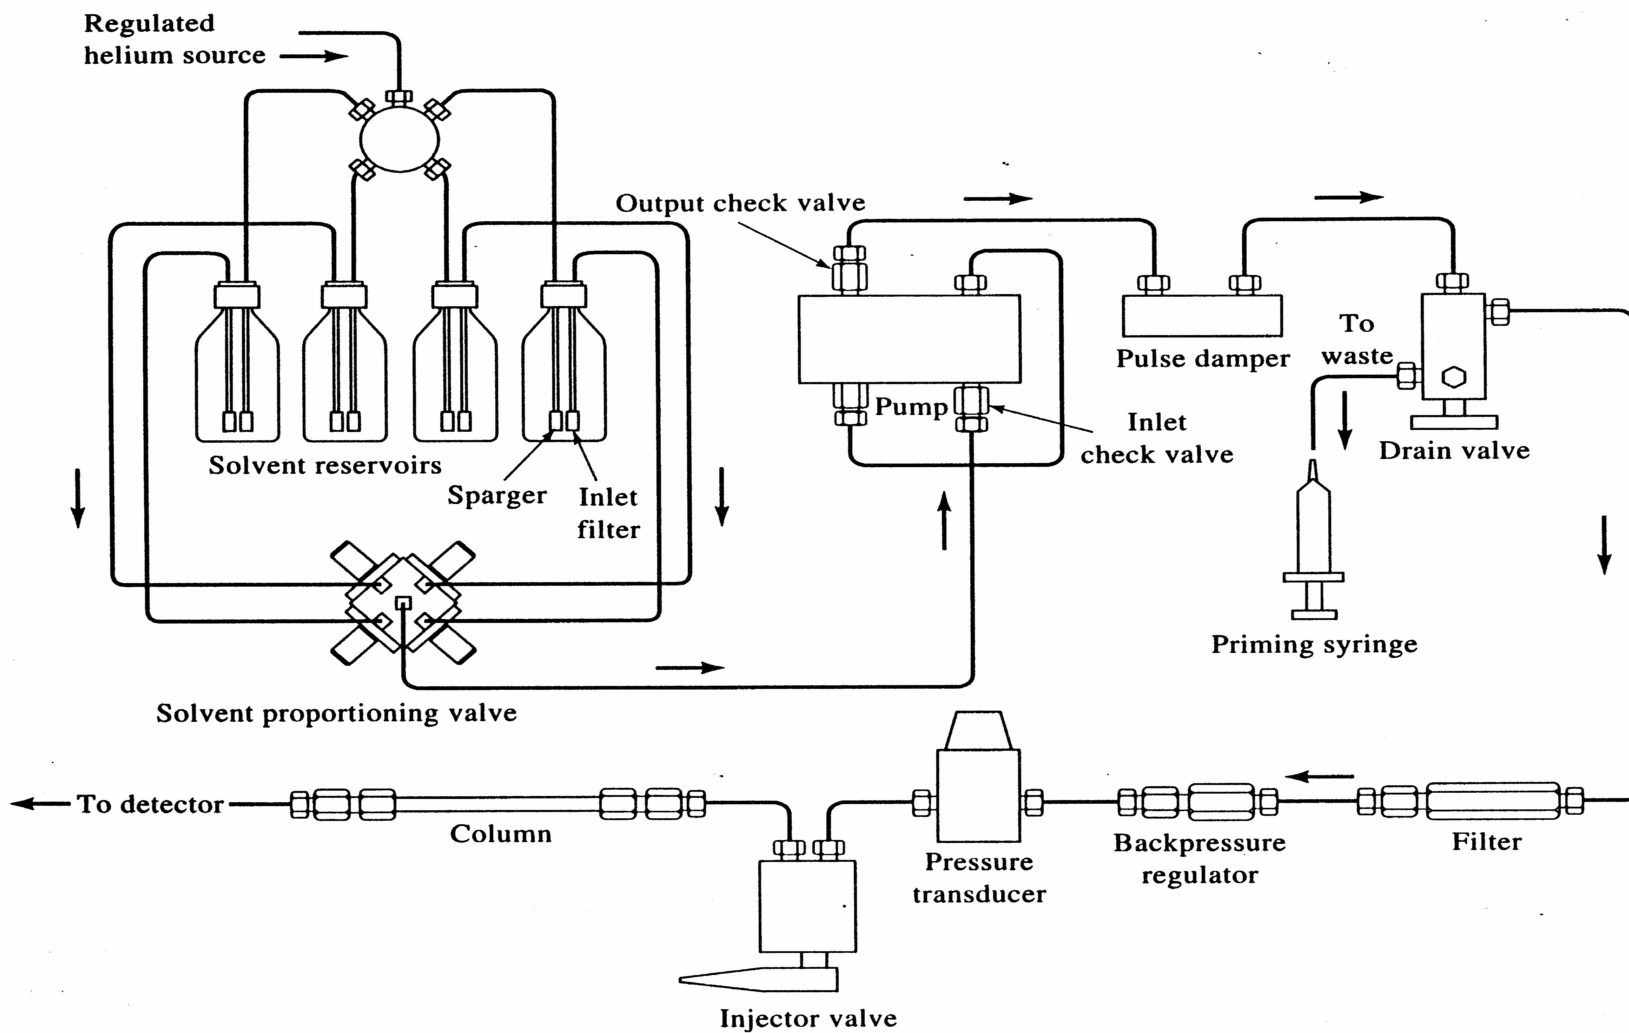 Regulated
helium source
Output check valve
To
waste
Pulse damper
Pump
Inlet
check valve
Drain valve
Solvent reservoirs
Sparger
Inlet
filter
Priming syringe
Solvent proportioning valve
To detector
Column
Pressure
transducer
Backpressure
regulator
Filter
Injector valve